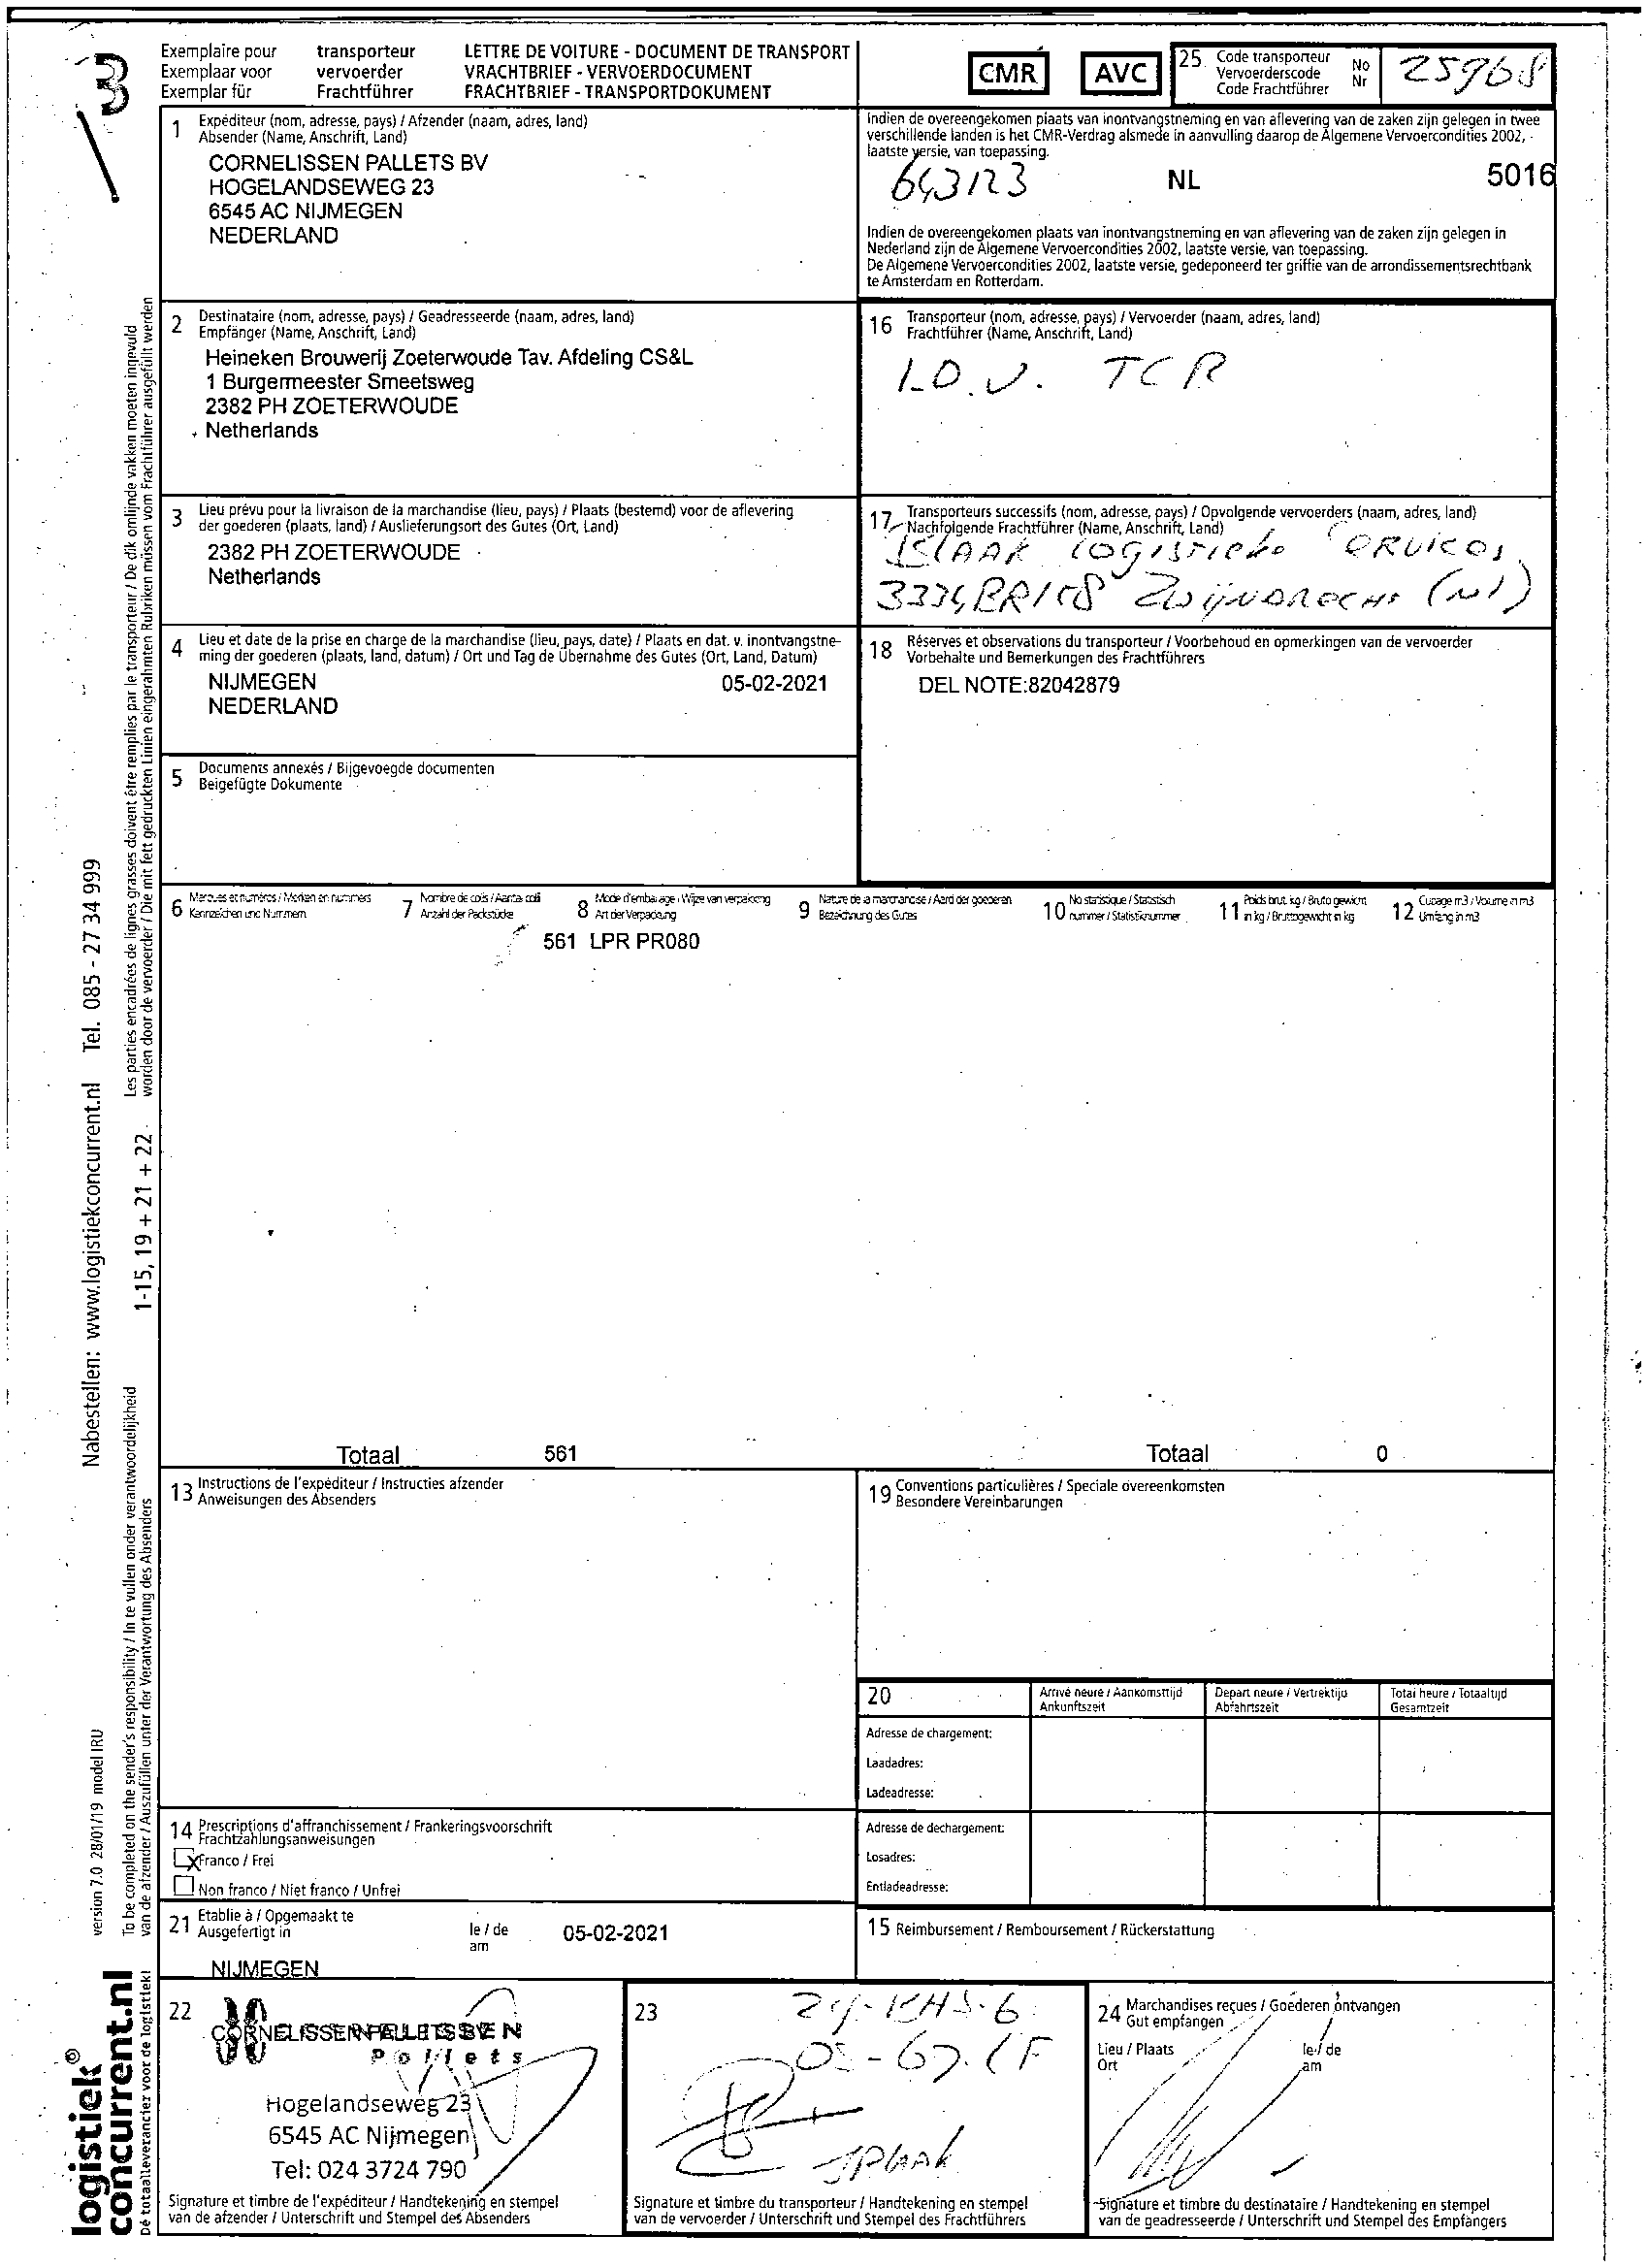 3
Exemplaire pour transporteur LETTRE DE VOITURE - DOCUMENT DE TRANSPORT
Exemplaar voor vervoerder VRACHTBRIEF - VERVOERDOCUMENT
Exemplar für Frachtführer FRACHTBRIEF - TRANSPORTDOKUMENT
CMR AVC
25 Code transporteur No
Vervoerderscode Nr
Code Frachtführer
25968
1 Expéditeur (nom, adresse, pays) / Afzender (naam, adres, land)
Absender (Name, Anschrift, Land)
CORNELISSEN PALLETS BV
HOGELANDSEWEG 23
6545 AC NIJMEGEN
NEDERLAND
Indien de overeengekomen plaats van inontvangstneming en van aflevering van de zaken zijn gelegen in twee
verschillende landen is het CMR-Verdrag alsmede in aanvulling daarop de Algemene Vervoercondities 2002,
laatste versie, van toepassing.
643123 NL 5016
Indien de overeengekomen plaats van inontvangstneming en van aflevering van de zaken zijn gelegen in
Nederland zijn de Algemene Vervoercondities 2002, laatste versie, van toepassing.
De Algemene Vervoercondities 2002, laatste versie, gedeponeerd ter griffie van de arrondissementsrechtbank
te Amsterdam en Rotterdam.
2 Destinataire (nom, adresse, pays) / Geadresseerde (naam, adres, land)
Empfänger (Name, Anschrift, Land)
Heineken Brouwerij Zoeterwoude Tav. Afdeling CS&L
1 Burgermeester Smeetsweg
2382 PH ZOETERWOUDE
Netherlands
16 Transporteur (nom, adresse, pays) / Vervoerder (naam, adres, land)
Frachtführer (Name, Anschrift, Land)
I.O.V. TCR
3 Lieu prévu pour la livraison de la marchandise (lieu, pays) / Plaats (bestemd) voor de aflevering
der goederen (plaats, land) / Auslieferungsort des Gutes (Ort, Land)
2382 PH ZOETERWOUDE
Netherlands
17 Transporteurs successifs (nom, adresse, pays) / Opvolgende vervoerders (naam, adres, land)
Nachfolgende Frachtführer (Name, Anschrift, Land)
Zwijndrecht (NL)
4 Lieu et date de la prise en charge de la marchandise (lieu, pays, date) / Plaats en dat. v. inontvangstne-
ming der goederen (plaats, land, datum) / Ort und Tag de Übernahme des Gutes (Ort, Land, Datum)
NIJMEGEN 05-02-2021
NEDERLAND
18 Réserves et observations du transporteur / Voorbehoud en opmerkingen van de vervoerder
Vorbehalte und Bemerkungen des Frachtführers
DEL NOTE:82042879
5 Documents annexés / Bijgevoegde documenten
Beigefügte Dokumente
6 Marques et numéros / Merken en nummers
Kennzeichen und Nummern
7 Nombre de colis / Aantal colli
Anzahl der Packstücke
8 Mode d'emballage / Wijze van verpakking
Art der Verpackung
9 Nature de la marchandise / Aard der goederen
Bezeichnung des Gutes
10 No statistique / Statistisch
nummer / Statistiknummer
11 Poids brut, kg / Bruto gewicht
in kg / Bruttogewicht in kg
12 Cubage m3 / Volume in m3
Umfang in m3
561 LPR PR080
Totaal 561 Totaal 0
13 Instructions de l'expéditeur / Instructies afzender
Anweisungen des Absenders
19 Conventions particulières / Speciale overeenkomsten
Besondere Vereinbarungen
20
Arrivé heure / Aankomsttijd
Ankunftszeit
Depart heure / Vertrektijd
Abfahrtszeit
Total heure / Totaaltijd
Gesamtzeit
Adresse de chargement:
Laadadres:
Ladeadresse:
Adresse de dechargement:
Losadres:
Entladeadresse:
14 Prescriptions d'affranchissement / Frankeringsvoorschrift
Frachtzahlungsanweisungen
x Franco / Frei
Non franco / Niet franco / Unfrei
21 Etablie à / Opgemaakt te
Ausgefertigt in
le / de
am
05-02-2021
NIJMEGEN
15 Reimbursement / Remboursement / Rückerstattung
22
Pallets
Hogelandseweg 23
6545 AC Nijmegen
Tel: 024 3724 790
Signature et timbre de l'expéditeur / Handtekening en stempel
van de afzender / Unterschrift und Stempel des Absenders
23
Signature et timbre du transporteur / Handtekening en stempel
van de vervoerder / Unterschrift und Stempel des Frachtführers
24 Marchandises reçues / Goederen ontvangen
Gut empfangen
Lieu / Plaats
Ort
le / de
am
Signature et timbre du destinataire / Handtekening en stempel
van de geadresseerde / Unterschrift und Stempel des Empfängers
Les parties encadrées de lignes grasses doivent être remplies par le transporteur / De dik omlijnde vakken moeten ingevuld
worden door de vervoerder / Die mit fett gedruckten Linien eingerahmten Rubriken müssen vom Frachtführer ausgefüllt werden
1-15, 19 + 21 + 22
To be completed on the sender's responsibility / In te vullen onder verantwoordelijkheid
van de afzender / Auszufüllen unter der Verantwortung des Absenders
Nabestellen: www.logistiekconcurrent.nl Tel. 085 - 27 34 999
version 7.0 28/01/19 model IRU
logistiek©
concurrent.nl
Dé totaalleverancier voor de logistiek!